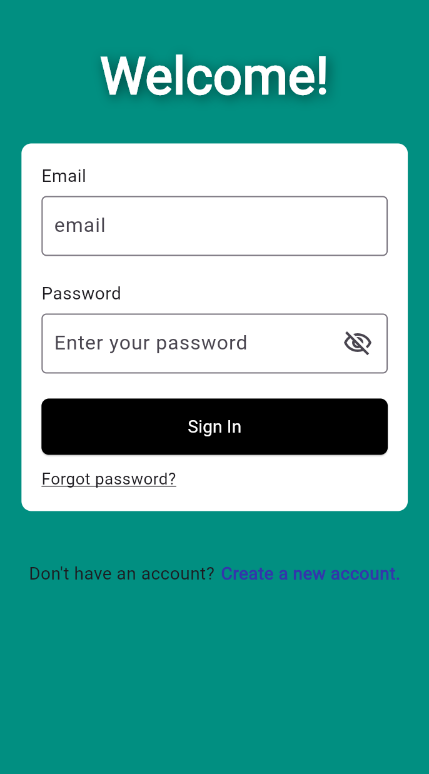 Welcome!
Email
email
Password
Enter your password
Sign In
Forgot password?
Don't have an account? Create a new account.